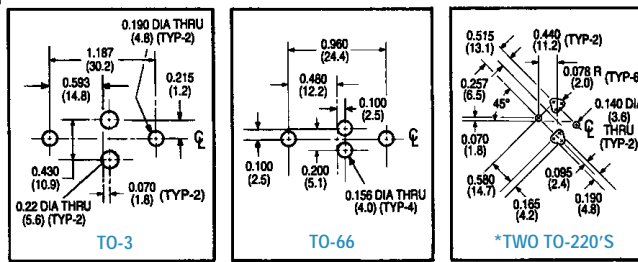 0.190 DIA THRU
(4.8) (TYP-2)
1.187
(30.2)
0.593
(14.8)
0.215
(1.2)
0.430
(10.9)
0.070
(1.8) (TYP-2)
0.22 DIA THRU
(5.6) (TYP-2)
TO-3
0.960
(24.4)
0.480
(12.2)
0.100
(2.5)
0.100
(2.5)
0.200
(5.1)
0.156 DIA THRU
(4.0) (TYP-4)
TO-66
0.515
(13.1)
0.440
(11.2) (TYP-2)
0.078 R
(2.0) (TYP-6
0.257
(6.5)
45°
0.140 DIA
(3.6)
THRU
(TYP-2)
0.070
(1.8)
0.580
(14.7)
0.095
(2.4)
0.165
(4.2)
0.190
(4.8)
*TWO TO-220'S